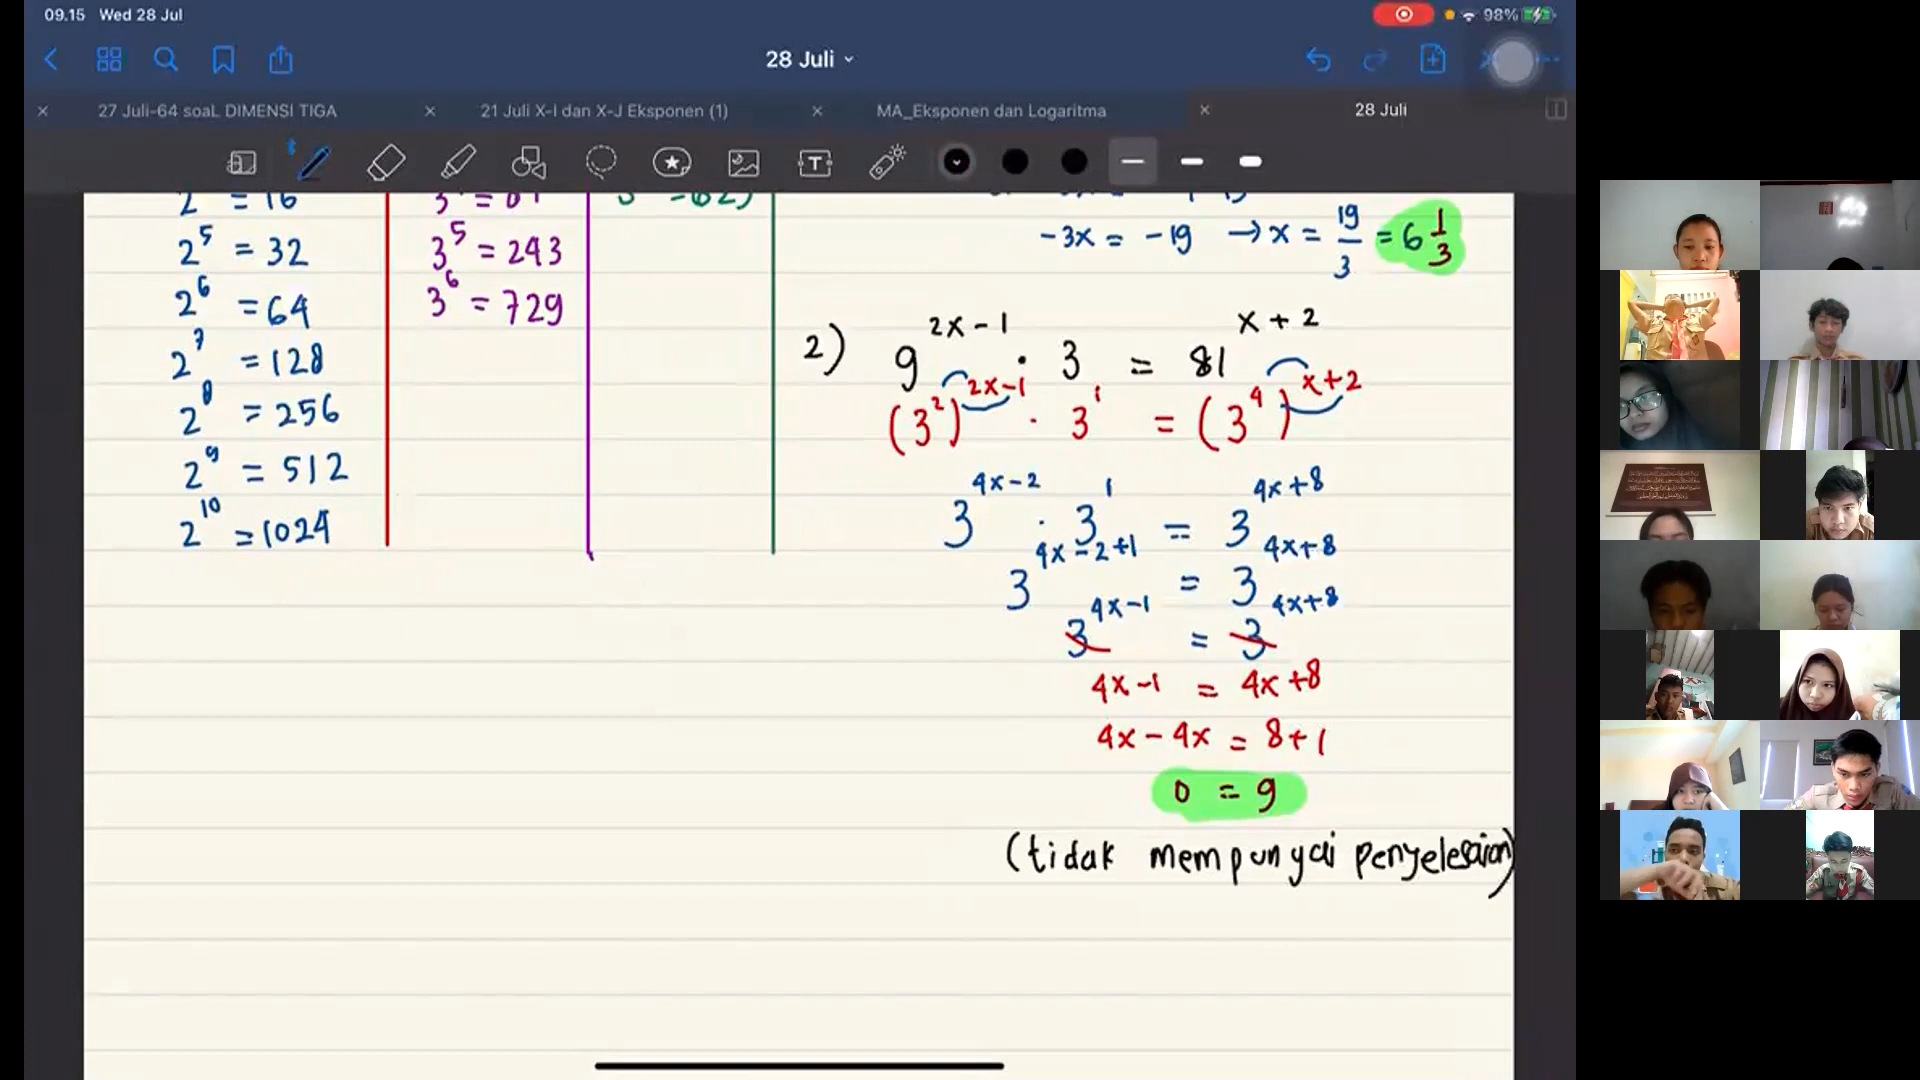 09.15 Wed 28 Jul
98%
28 Juli
27 Juli-64 soaL DIMENSI TIGA
21 Juli X-I dan X-J Eksponen (1)
MA_Eksponen dan Logaritma
28 Juli
T
= 16
2⁵ = 32
2⁶ = 64
2⁷ = 128
2⁸ = 256
2⁹ = 512
2¹⁰ = 1024
3⁵ = 243
3⁶ = 729
-3x = -19 → x = 19/3 = 6 1/3
2) 9^(2x-1) · 3 = 81^(x+2)
(3²)^(2x-1) · 3¹ = (3⁴)^(x+2)
3^(4x-2) · 3¹ = 3^(4x+8)
3^(4x-2+1) = 3^(4x+8)
3^(4x-1) = 3^(4x+8)
4x-1 = 4x+8
4x - 4x = 8+1
0 = 9
(tidak mempunyai penyelesaian)